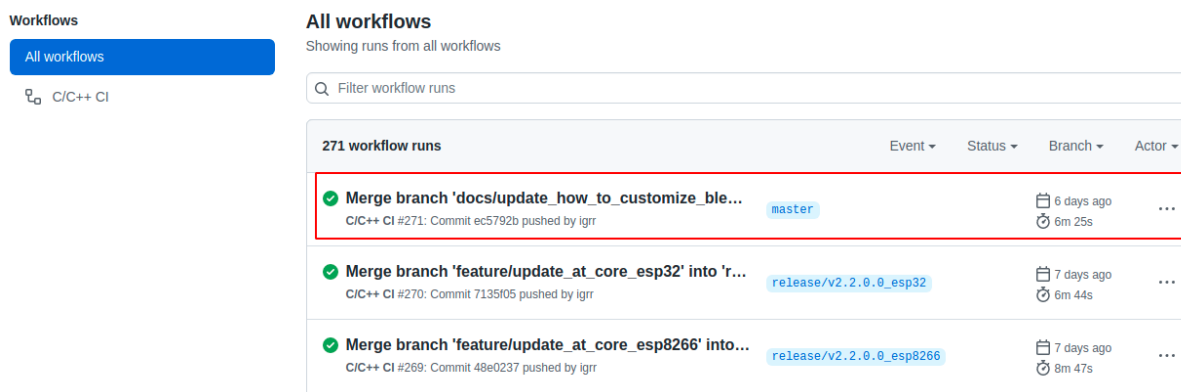 Workflows
All workflows
C/C++ CI
All workflows
Showing runs from all workflows
Filter workflow runs
271 workflow runs Event Status Branch Actor
Merge branch 'docs/update_how_to_customize_ble... master 6 days ago
C/C++ CI #271: Commit ec5792b pushed by igrr 6m 25s
Merge branch 'feature/update_at_core_esp32' into 'r... release/v2.2.0.0_esp32 7 days ago
C/C++ CI #270: Commit 7135f05 pushed by igrr 6m 44s
Merge branch 'feature/update_at_core_esp8266' into... release/v2.2.0.0_esp8266 7 days ago
C/C++ CI #269: Commit 48e0237 pushed by igrr 8m 47s